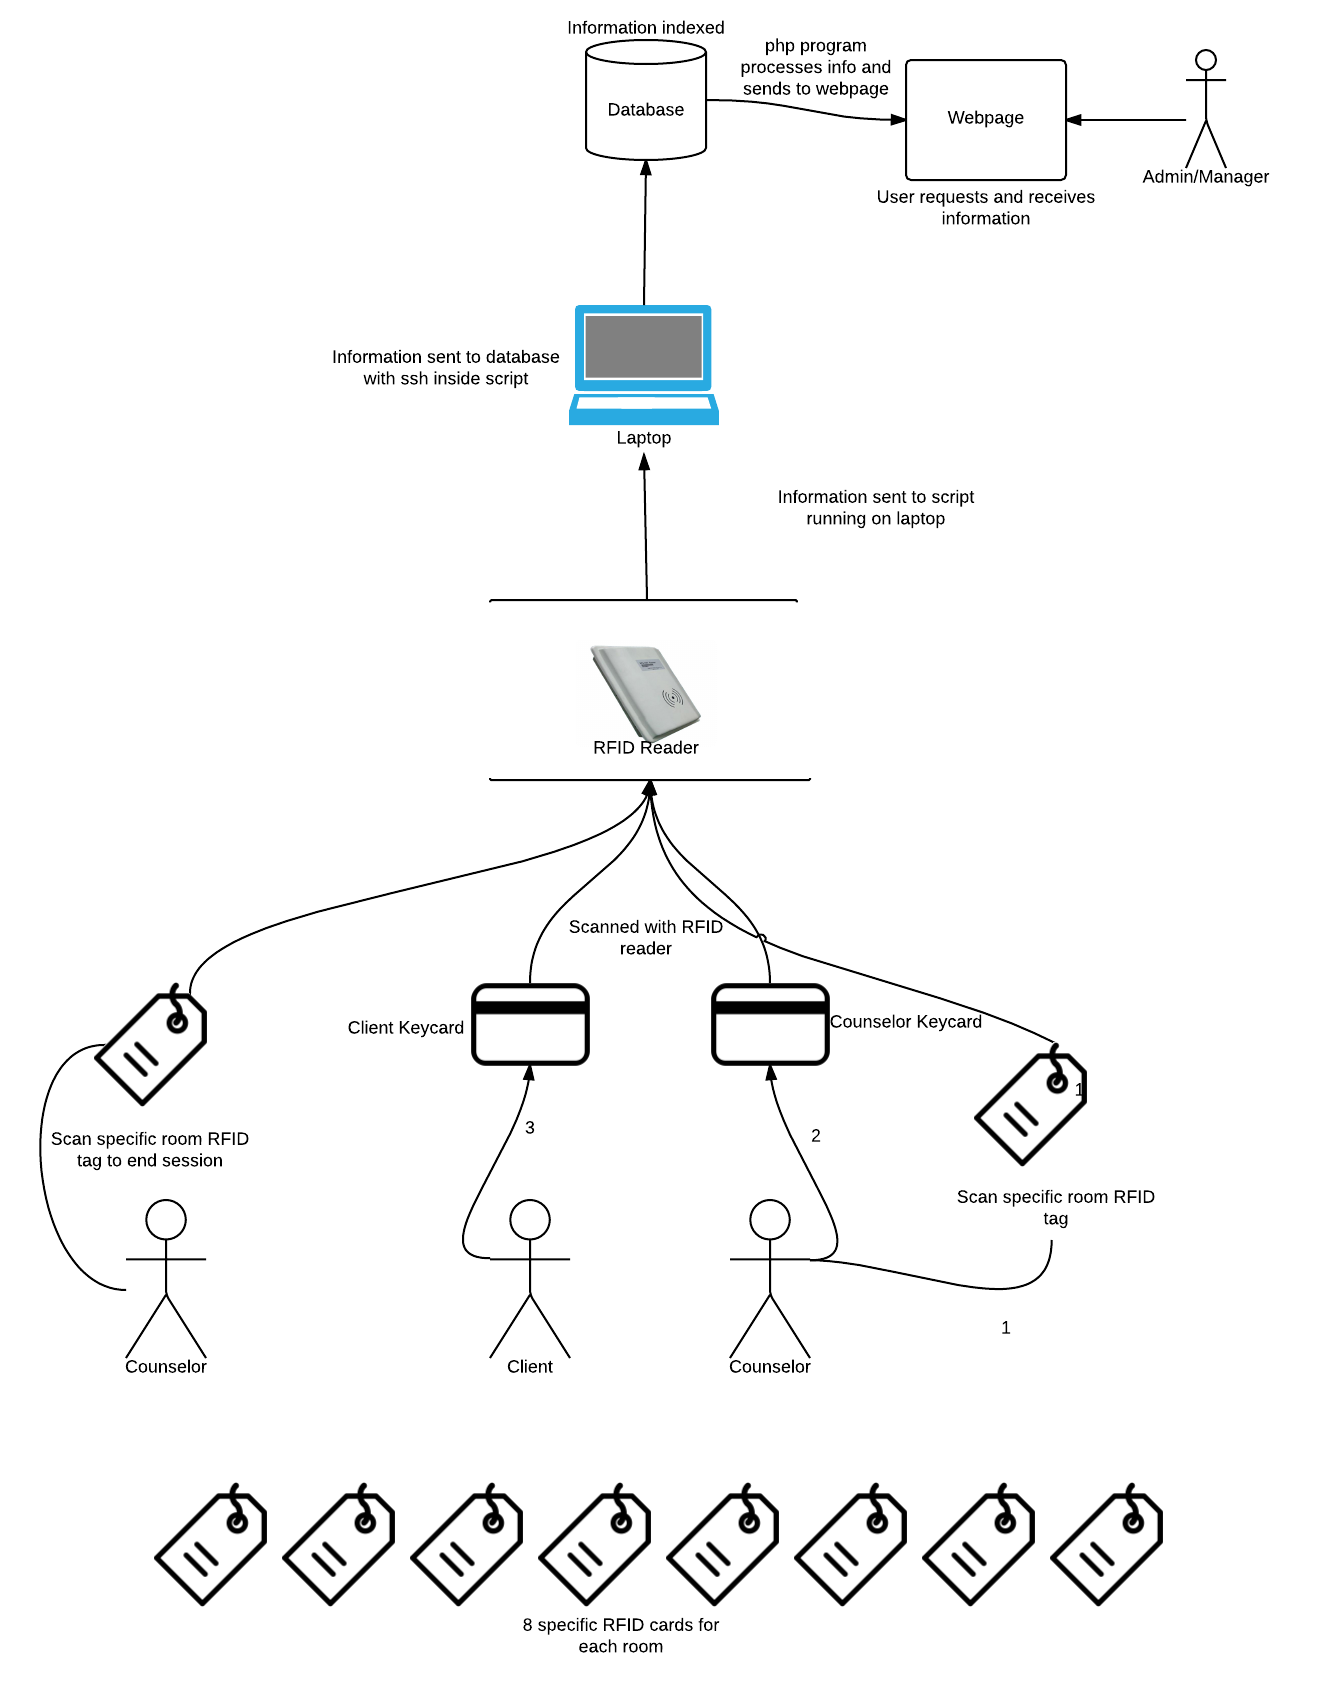 Information indexed
php program
processes info and
sends to webpage
Database
Webpage
Admin/Manager
User requests and receives
information
Information sent to database
with ssh inside script
Laptop
Information sent to script
running on laptop
RFID Reader
Scanned with RFID
reader
Client Keycard
Counselor Keycard
1
3
2
Scan specific room RFID
tag to end session
Scan specific room RFID
tag
1
Counselor
Client
Counselor
8 specific RFID cards for
each room